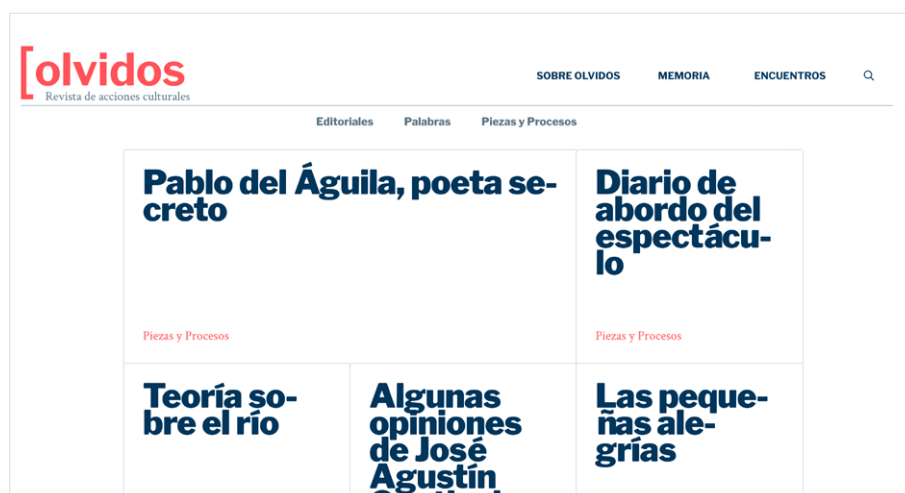 [olvidos
Revista de acciones culturales
SOBRE OLVIDOS MEMORIA ENCUENTROS
Editoriales Palabras Piezas y Procesos
Pablo del Águila, poeta se-
creto
Piezas y Procesos
Diario de
abordo del
espectácu-
lo
Piezas y Procesos
Teoría so-
bre el río
Algunas
opiniones
de José
Agustín
Las peque-
ñas ale-
grías